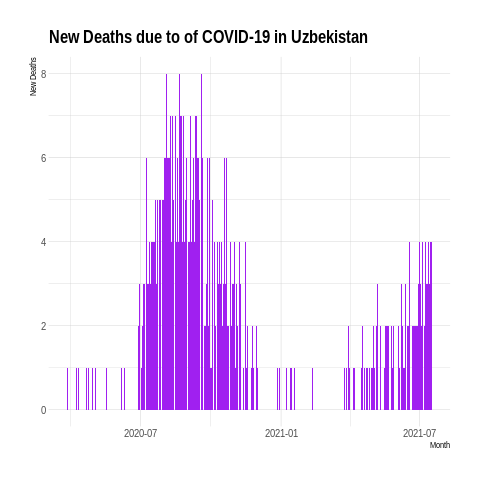 New Deaths due to of COVID-19 in Uzbekistan
New Deaths
8
6
4
2
0
2020-07
2021-01
2021-07
Month